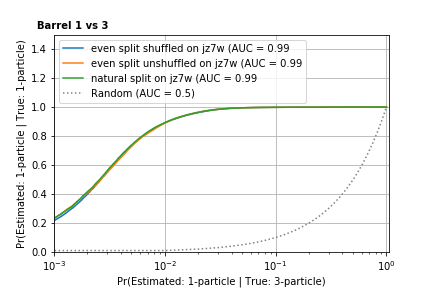 Barrel 1 vs 3
even split shuffled on jz7w (AUC = 0.99
even split unshuffled on jz7w (AUC = 0.99
natural split on jz7w (AUC = 0.99
Random (AUC = 0.5)
Pr(Estimated: 1-particle | True: 1-particle)
1.4
1.2
1.0
0.8
0.6
0.4
0.2
0.0
10⁻³ 10⁻² 10⁻¹ 10⁰
Pr(Estimated: 1-particle | True: 3-particle)